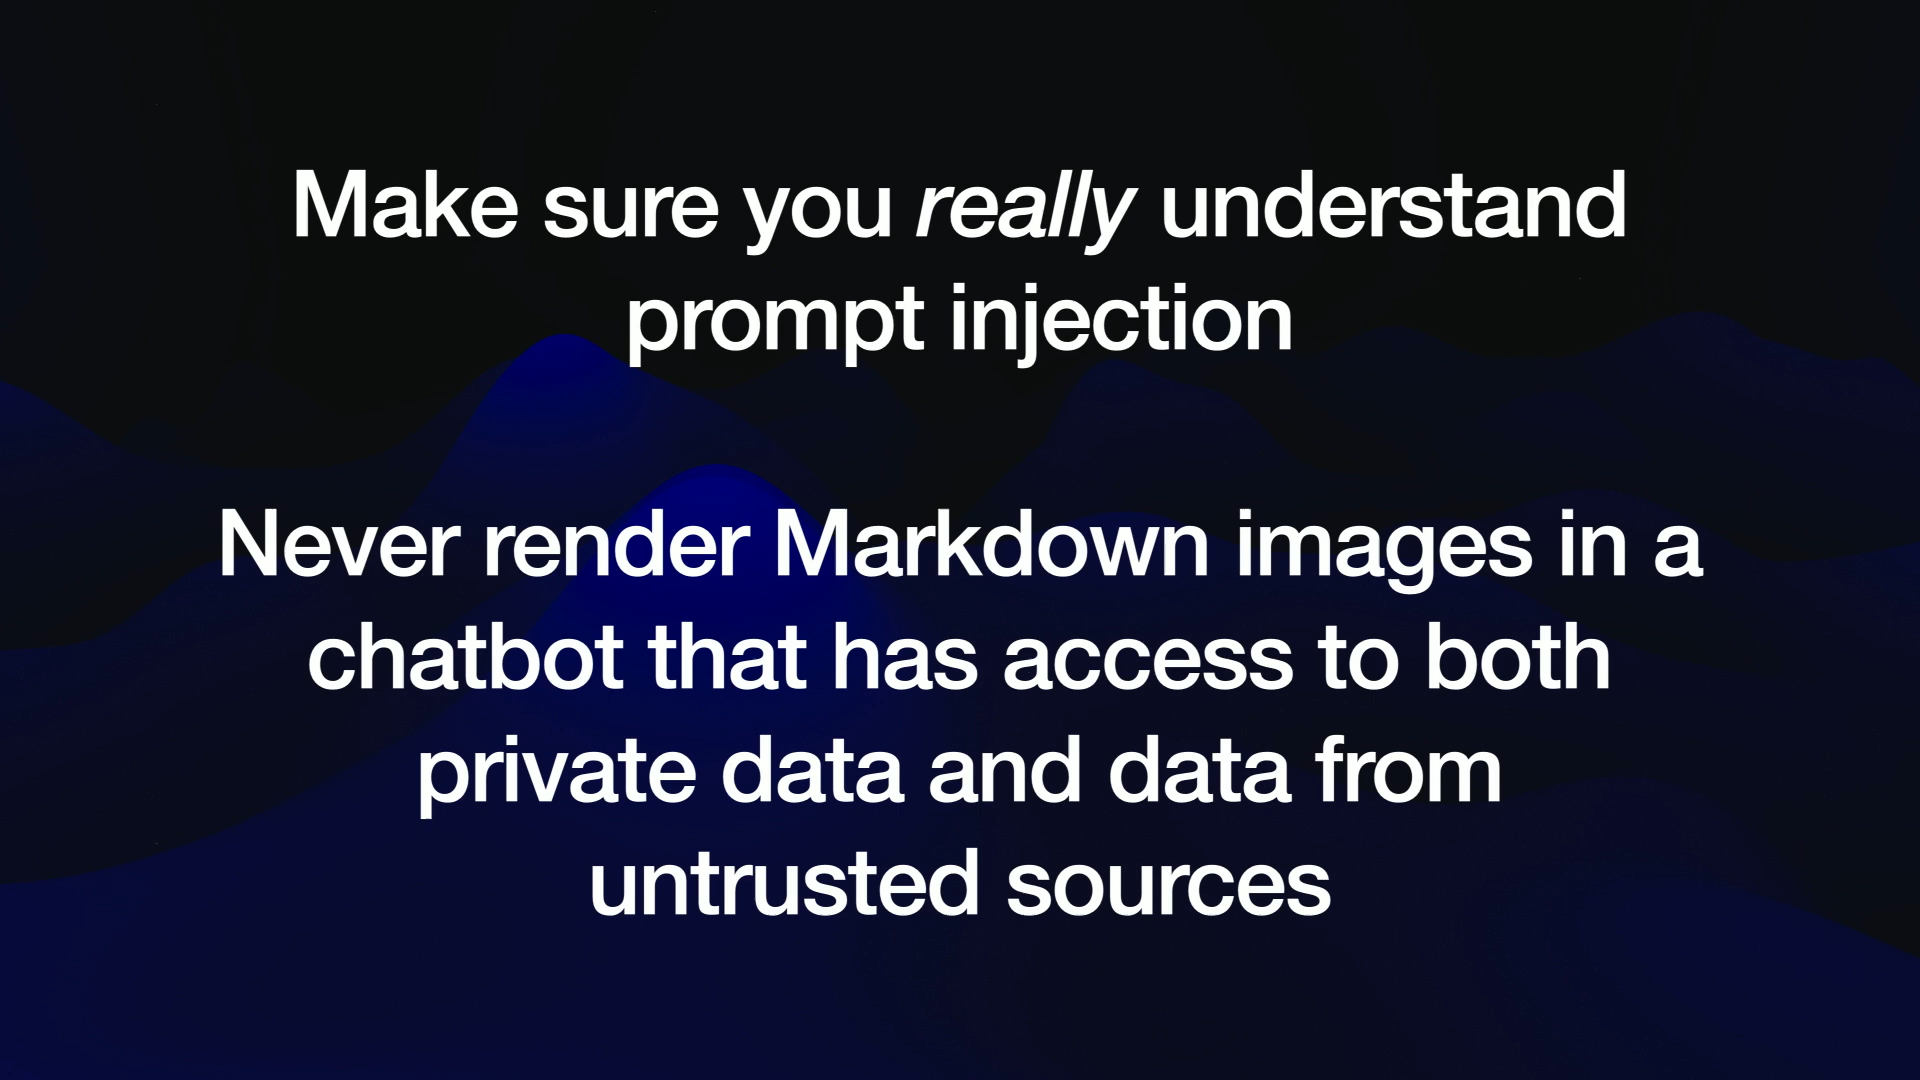 Make sure you really understand
prompt injection
Never render Markdown images in a
chatbot that has access to both
private data and data from
untrusted sources